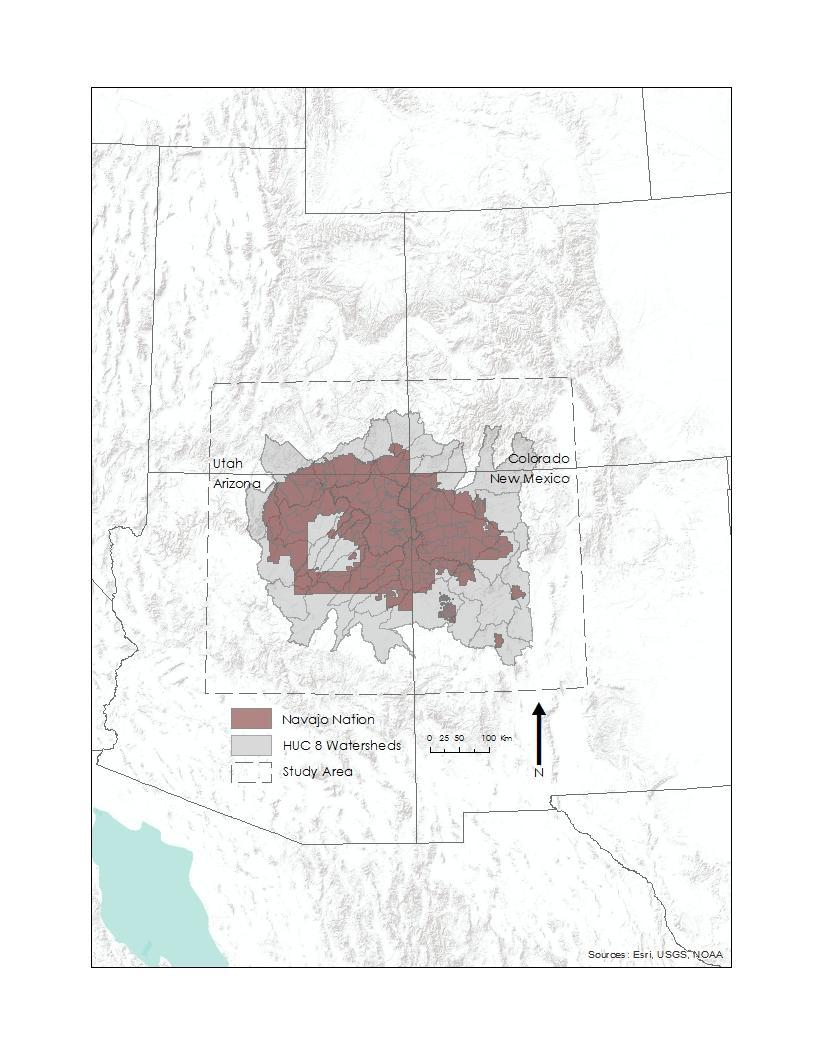 Utah
Arizona
Colorado
New Mexico
Navajo Nation
HUC 8 Watersheds
Study Area
0 25 50 100 Km
N
Sources: Esri, USGS, NOAA